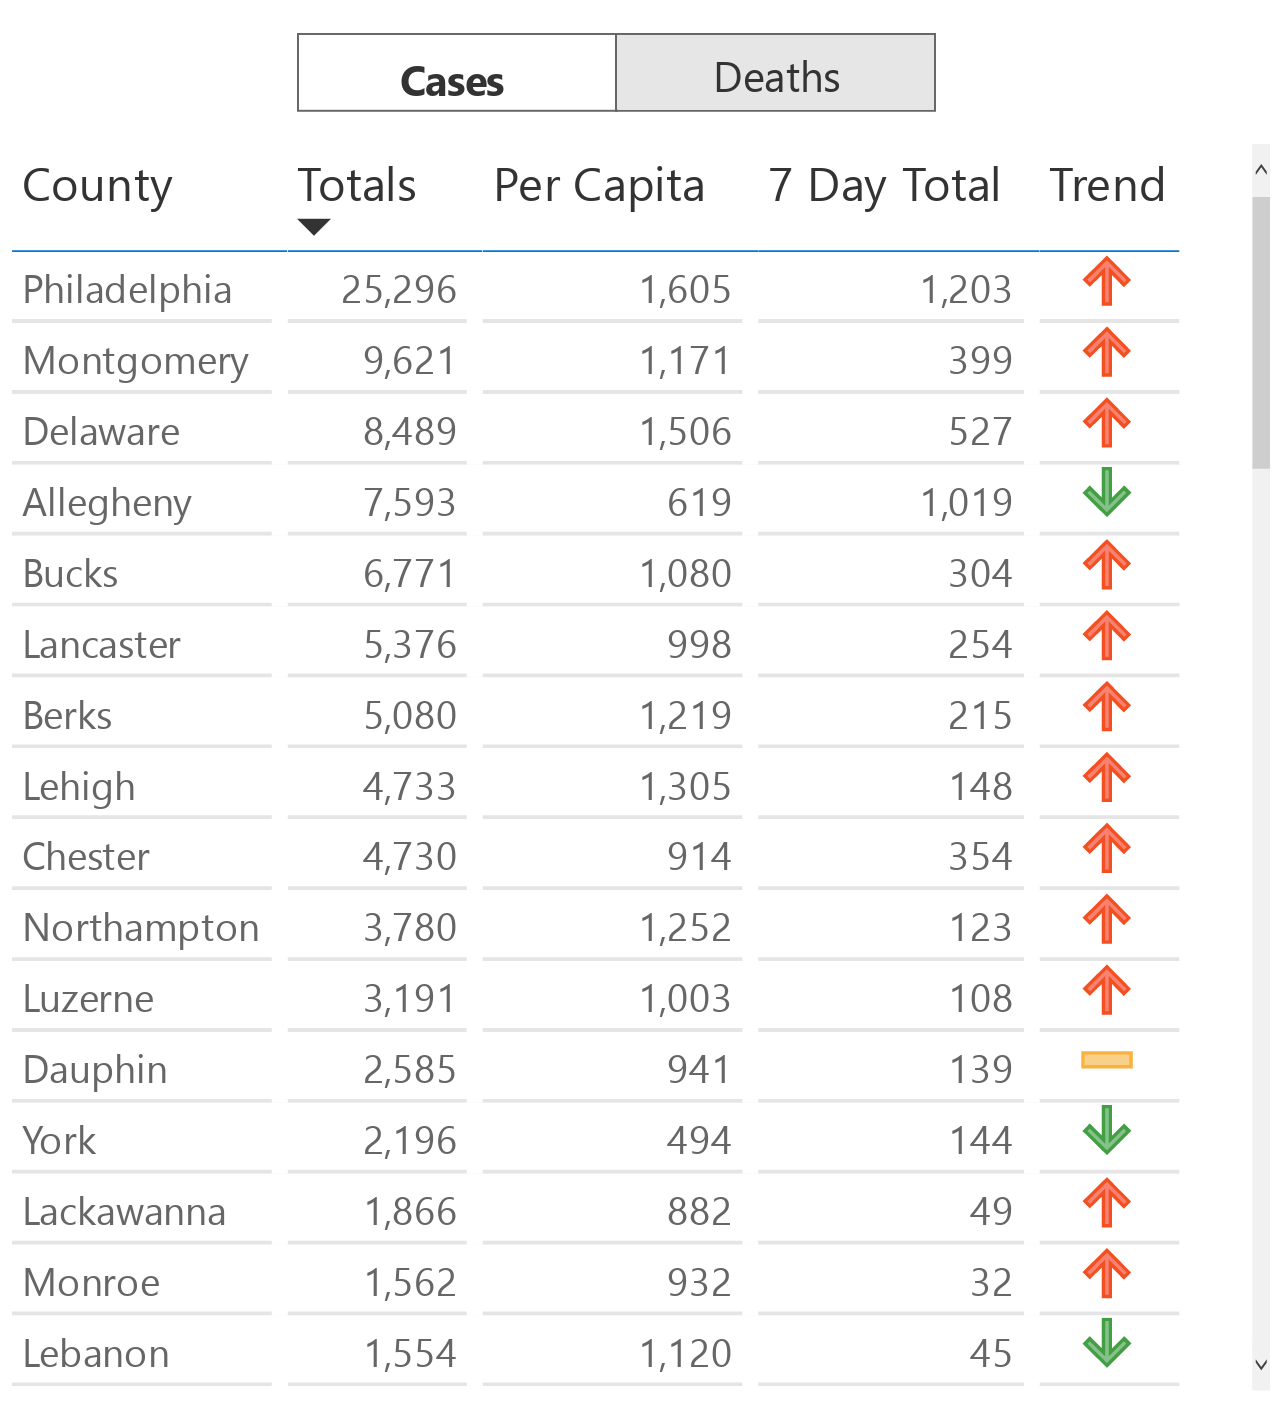 Cases Deaths
County Totals Per Capita 7 Day Total Trend
Philadelphia 25,296 1,605 1,203
Montgomery 9,621 1,171 399
Delaware 8,489 1,506 527
Allegheny 7,593 619 1,019
Bucks 6,771 1,080 304
Lancaster 5,376 998 254
Berks 5,080 1,219 215
Lehigh 4,733 1,305 148
Chester 4,730 914 354
Northampton 3,780 1,252 123
Luzerne 3,191 1,003 108
Dauphin 2,585 941 139
York 2,196 494 144
Lackawanna 1,866 882 49
Monroe 1,562 932 32
Lebanon 1,554 1,120 45